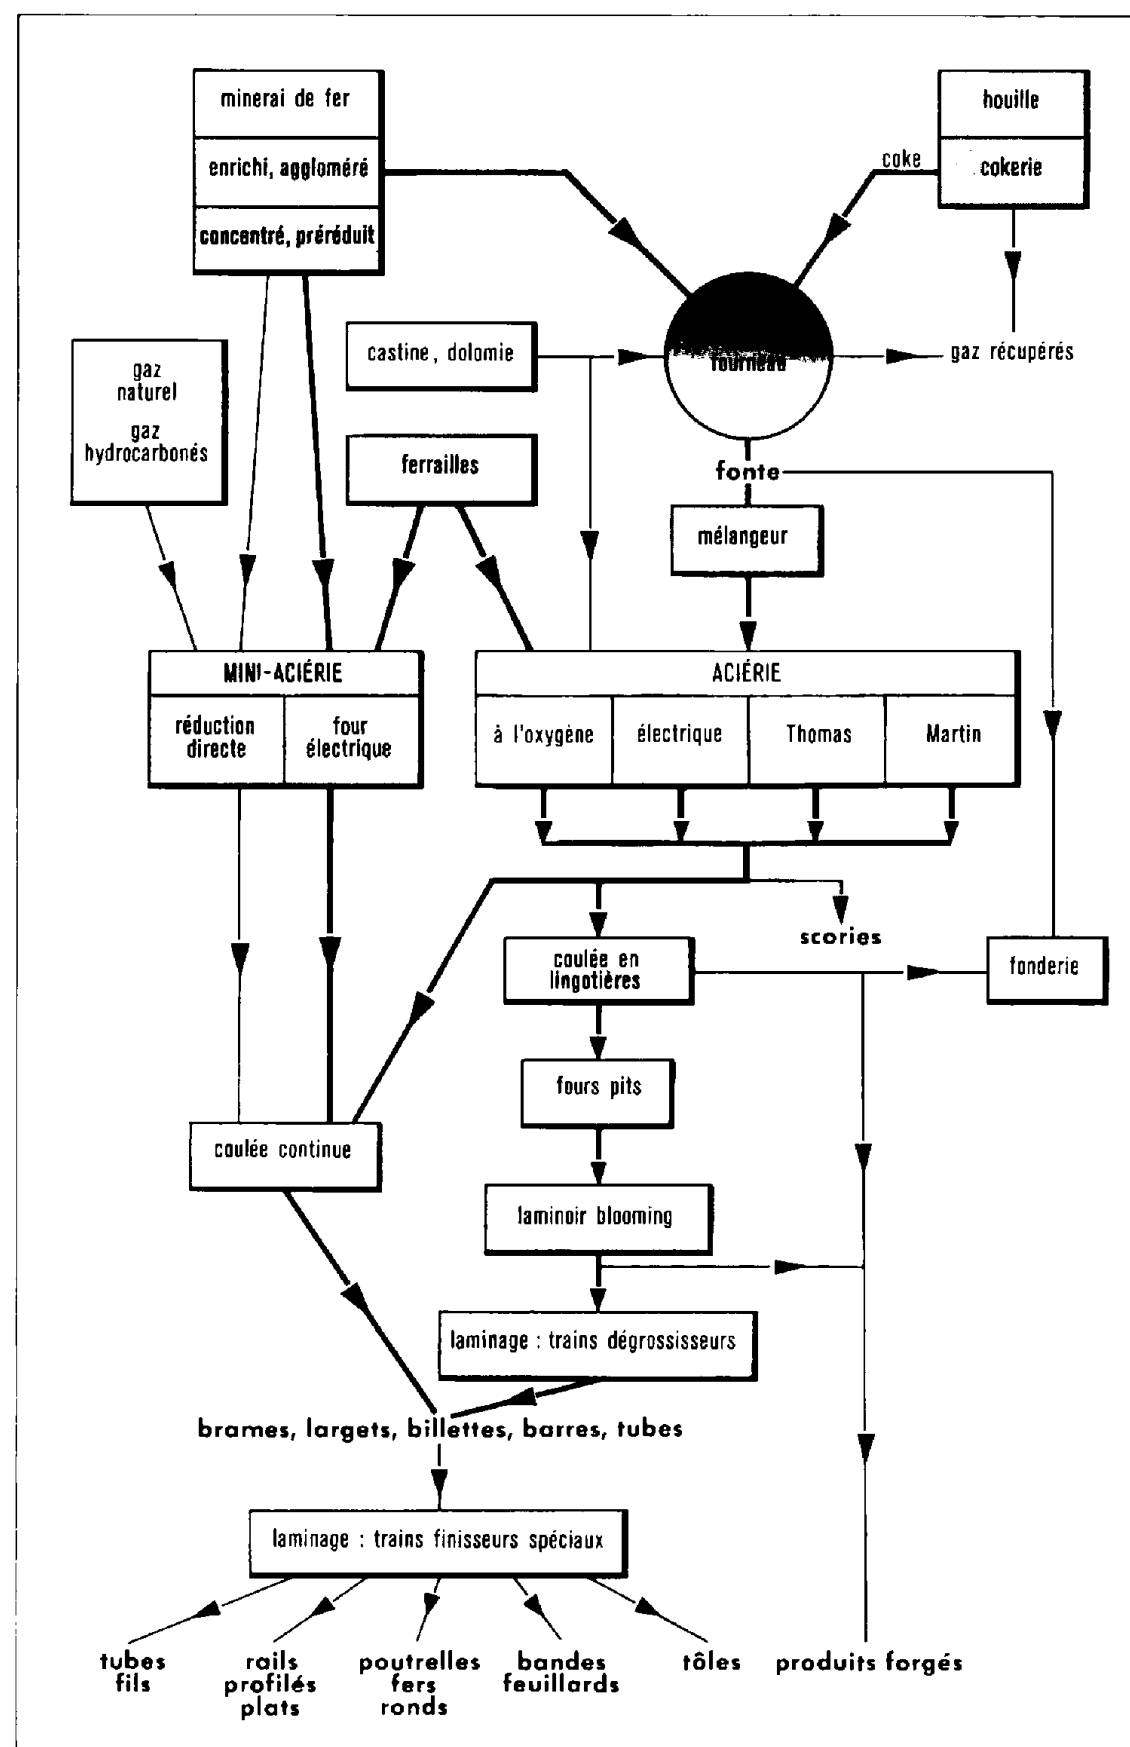 minerai de fer
enrichi, aggloméré
concentré, préréduit
houille
coke
cokerie
gaz
naturel
gaz
hydrocarbonés
castine, dolomie
fourneau
gaz récupérés
ferrailles
fonte
mélangeur
MINI-ACIÉRIE
réduction
directe
four
électrique
ACIÉRIE
à l'oxygène
électrique
Thomas
Martin
scories
coulée en
lingotières
fonderie
fours pits
coulée continue
laminoir blooming
laminage : trains dégrossisseurs
brames, largets, billettes, barres, tubes
laminage : trains finisseurs spéciaux
tubes
fils
rails
profilés
plats
poutrelles
fers
ronds
bandes
feuillards
tôles
produits forgés